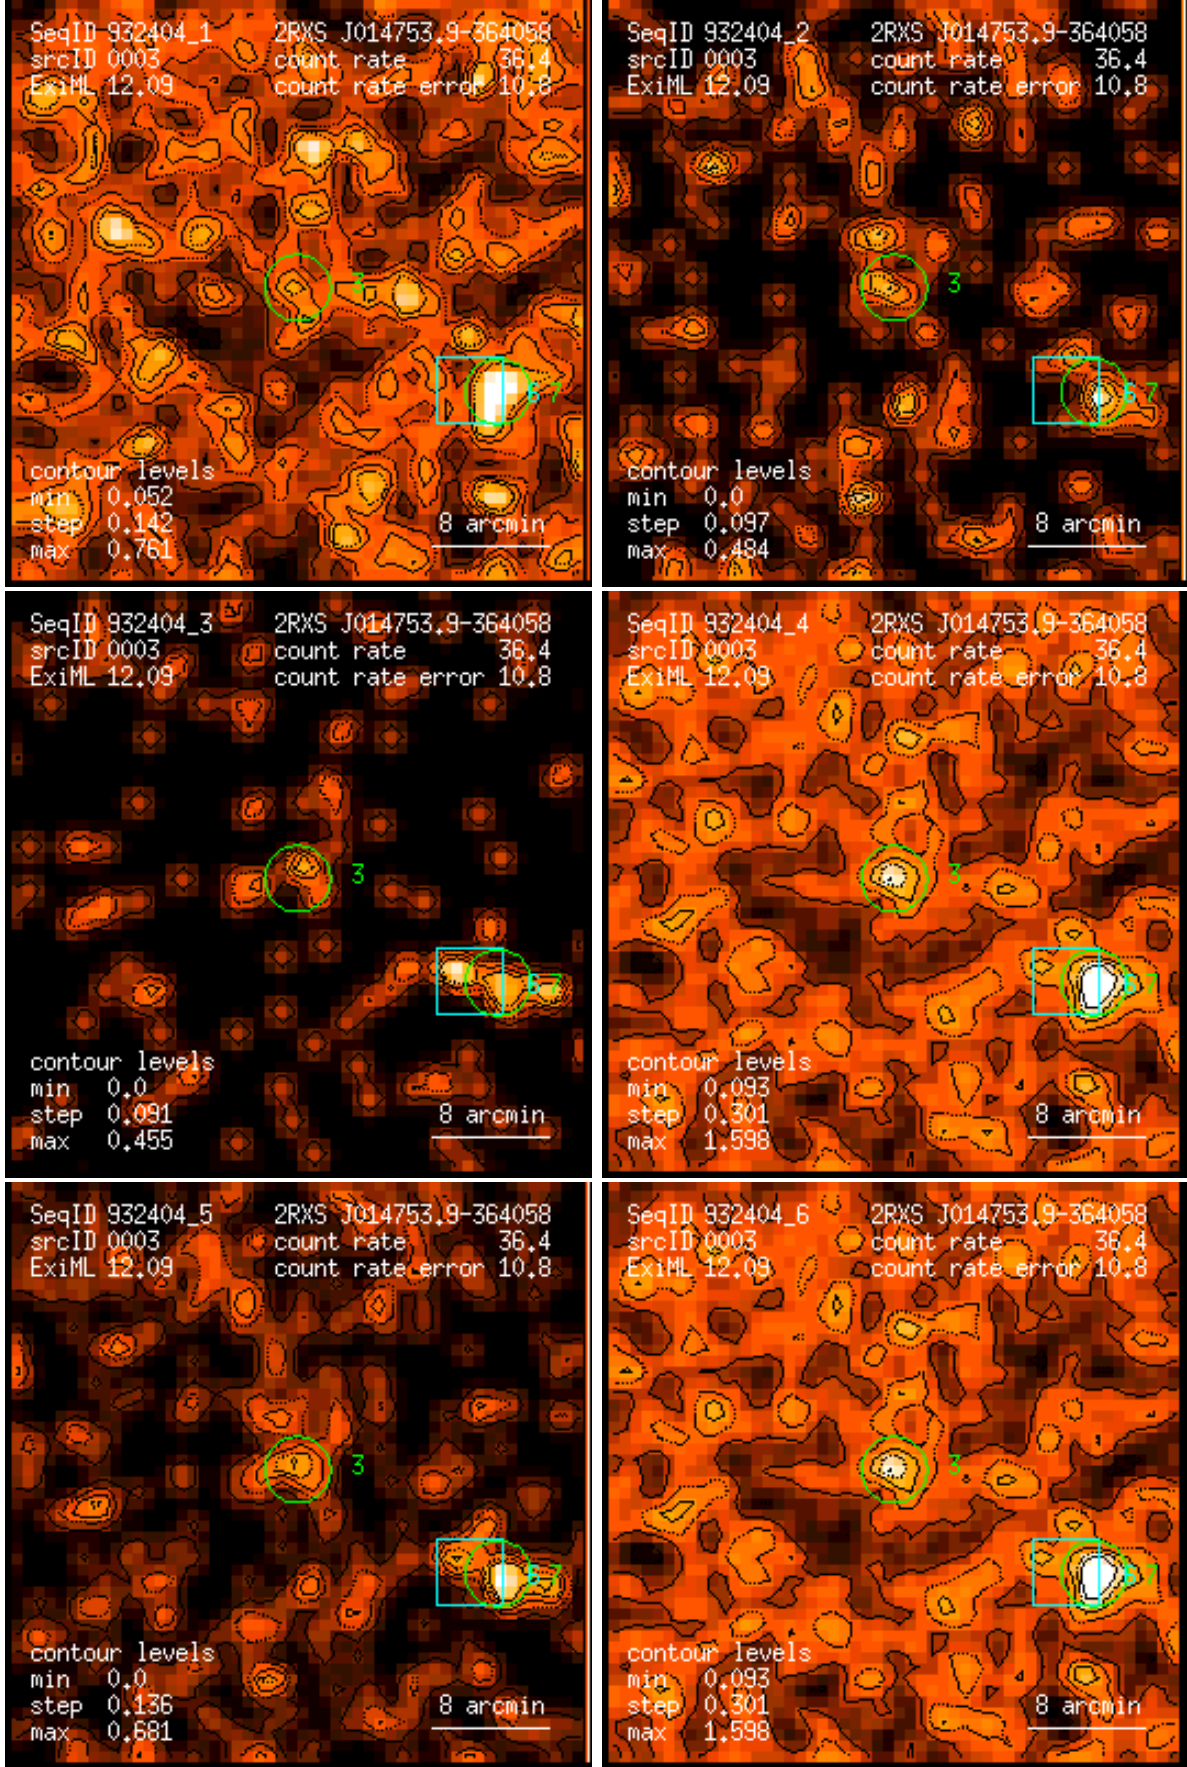 SeqID 932404_1 2RXS J014753.9-364058
srcID 0003 count rate 36.4
ExiML 12.09 count rate error 10.8
3
7
contour levels
min 0.052
step 0.142
max 0.761
8 arcmin
SeqID 932404_2 2RXS J014753.9-364058
srcID 0003 count rate 36.4
ExiML 12.09 count rate error 10.8
3
7
contour levels
min 0.0
step 0.097
max 0.484
8 arcmin
SeqID 932404_3 2RXS J014753.9-364058
srcID 0003 count rate 36.4
ExiML 12.09 count rate error 10.8
3
7
contour levels
min 0.0
step 0.091
max 0.455
8 arcmin
SeqID 932404_4 2RXS J014753.9-364058
srcID 0003 count rate 36.4
ExiML 12.09 count rate error 10.8
3
7
contour levels
min 0.093
step 0.301
max 1.598
8 arcmin
SeqID 932404_5 2RXS J014753.9-364058
srcID 0003 count rate 36.4
ExiML 12.09 count rate error 10.8
3
7
contour levels
min 0.0
step 0.136
max 0.681
8 arcmin
SeqID 932404_6 2RXS J014753.9-364058
srcID 0003 count rate 36.4
ExiML 12.09 count rate error 10.8
3
7
contour levels
min 0.093
step 0.301
max 1.598
8 arcmin